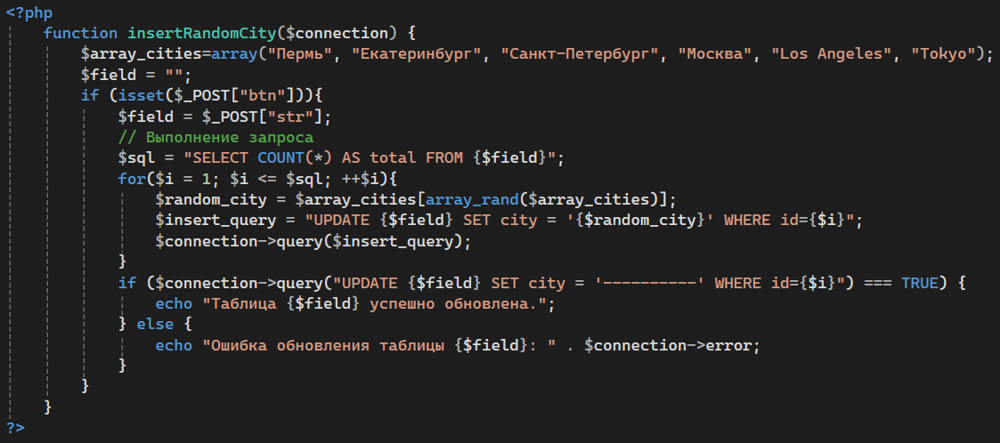 <?php
function insertRandomCity($connection) {
$array_cities=array("Пермь", "Екатеринбург", "Санкт-Петербург", "Москва", "Los Angeles", "Tokyo");
$field = "";
if (isset($_POST["btn"])){
$field = $_POST["str"];
// Выполнение запроса
$sql = "SELECT COUNT(*) AS total FROM {$field}";
for($i = 1; $i <= $sql; ++$i){
$random_city = $array_cities[array_rand($array_cities)];
$insert_query = "UPDATE {$field} SET city = '{$random_city}' WHERE id={$i}";
$connection->query($insert_query);
}
if ($connection->query("UPDATE {$field} SET city = '----------' WHERE id={$i}") === TRUE) {
echo "Таблица {$field} успешно обновлена.";
} else {
echo "Ошибка обновления таблицы {$field}: " . $connection->error;
}
}
}
?>